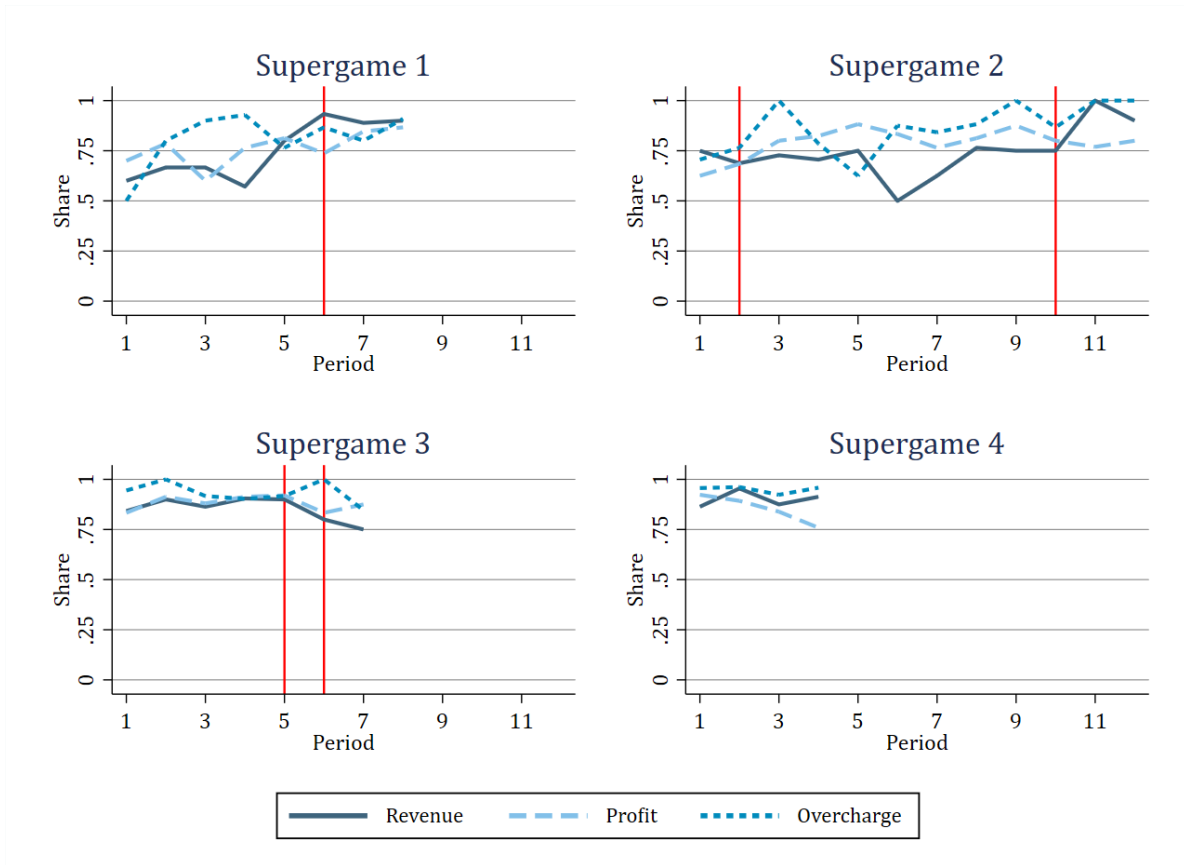 Supergame 1
Share
0 .25 .5 .75 1
1 3 5 7 9 11
Period
Supergame 2
Share
0 .25 .5 .75 1
1 3 5 7 9 11
Period
Supergame 3
Share
0 .25 .5 .75 1
1 3 5 7 9 11
Period
Supergame 4
Share
0 .25 .5 .75 1
1 3 5 7 9 11
Period
Revenue Profit Overcharge